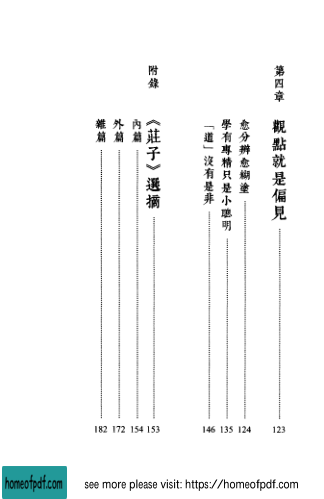 第四章 觀點就是偏見 123
愈分辨愈糊塗 124
學有專精只是小聰明 135
「道」沒有是非 146
附錄 《莊子》選摘 153
內篇 154
外篇 172
雜篇 182
homeofpdf.com
see more please visit: https://homeofpdf.com